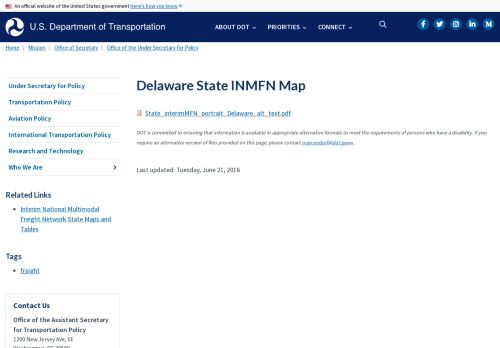 An official website of the United States government Here's how you know
U.S. Department of Transportation
ABOUT DOT
PRIORITIES
CONNECT
Home \ Mission \ Office of Secretary \ Office of the Under Secretary for Policy
Under Secretary for Policy
Transportation Policy
Aviation Policy
International Transportation Policy
Research and Technology
Who We Are
Related Links
Interim National Multimodal
Freight Network State Maps and
Tables
Tags
freight
Contact Us
Office of the Assistant Secretary
for Transportation Policy
1200 New Jersey Ave, SE
Delaware State INMFN Map
State_interimMFN_portrait_Delaware_alt_text.pdf
DOT is committed to ensuring that information is available in appropriate alternative formats to meet the requirements of persons who have a disability. If you
require an alternative version of files provided on this page, please contact
Last updated: Tuesday, June 21, 2016